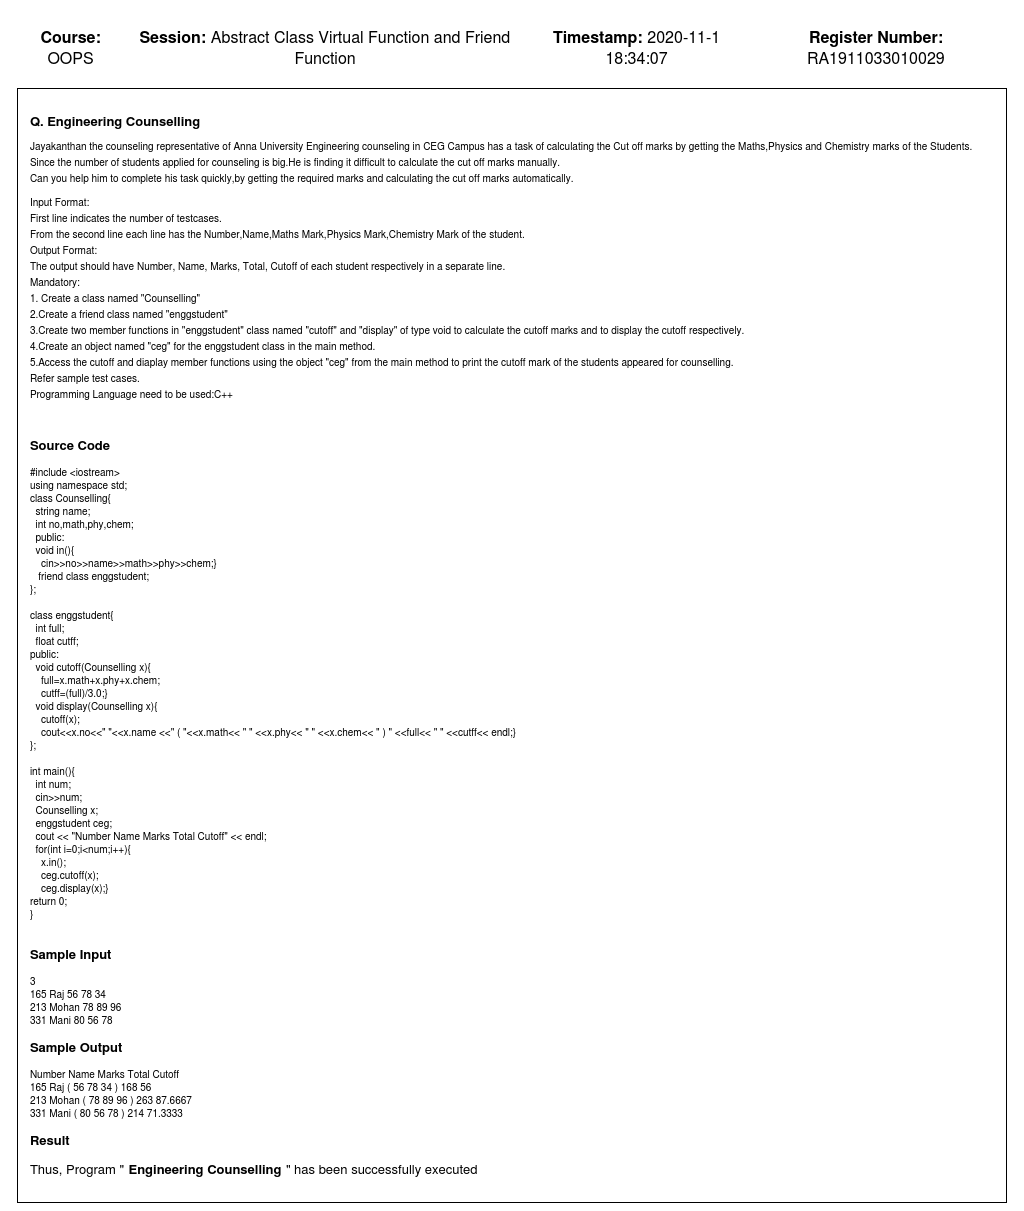 Course: OOPS
Session: Abstract Class Virtual Function and Friend Function
Timestamp: 2020-11-1 18:34:07
Register Number: RA1911033010029
Q. Engineering Counselling
Jayakanthan the counseling representative of Anna University Engineering counseling in CEG Campus has a task of calculating the Cut off marks by getting the Maths,Physics and Chemistry marks of the Students.
Since the number of students applied for counseling is big.He is finding it difficult to calculate the cut off marks manually.
Can you help him to complete his task quickly,by getting the required marks and calculating the cut off marks automatically.
Input Format:
First line indicates the number of testcases.
From the second line each line has the Number,Name,Maths Mark,Physics Mark,Chemistry Mark of the student.
Output Format:
The output should have Number, Name, Marks, Total, Cutoff of each student respectively in a separate line.
Mandatory:
1. Create a class named "Counselling"
2.Create a friend class named "enggstudent"
3.Create two member functions in "enggstudent" class named "cutoff" and "display" of type void to calculate the cutoff marks and to display the cutoff respectively.
4.Create an object named "ceg" for the enggstudent class in the main method.
5.Access the cutoff and diaplay member functions using the object "ceg" from the main method to print the cutoff mark of the students appeared for counselling.
Refer sample test cases.
Programming Language need to be used:C++
Source Code
#include <iostream>
using namespace std;
class Counselling{
  string name;
  int no,math,phy,chem;
  public:
  void in(){
    cin>>no>>name>>math>>phy>>chem;}
   friend class enggstudent;
};
class enggstudent{
  int full;
  float cutff;
public:
  void cutoff(Counselling x){
    full=x.math+x.phy+x.chem;
    cutff=(full)/3.0;}
  void display(Counselling x){
    cutoff(x);
    cout<<x.no<<" "<<x.name <<" ( "<<x.math<< " " <<x.phy<< " " <<x.chem<< " ) " <<full<< " " <<cutff<< endl;}
};
int main(){
  int num;
  cin>>num;
  Counselling x;
  enggstudent ceg;
  cout << "Number Name Marks Total Cutoff" << endl;
  for(int i=0;i<num;i++){
    x.in();
    ceg.cutoff(x);
    ceg.display(x);}
return 0;
}
Sample Input
3
165 Raj 56 78 34
213 Mohan 78 89 96
331 Mani 80 56 78
Sample Output
Number Name Marks Total Cutoff
165 Raj ( 56 78 34 ) 168 56
213 Mohan ( 78 89 96 ) 263 87.6667
331 Mani ( 80 56 78 ) 214 71.3333
Result
Thus, Program " Engineering Counselling " has been successfully executed